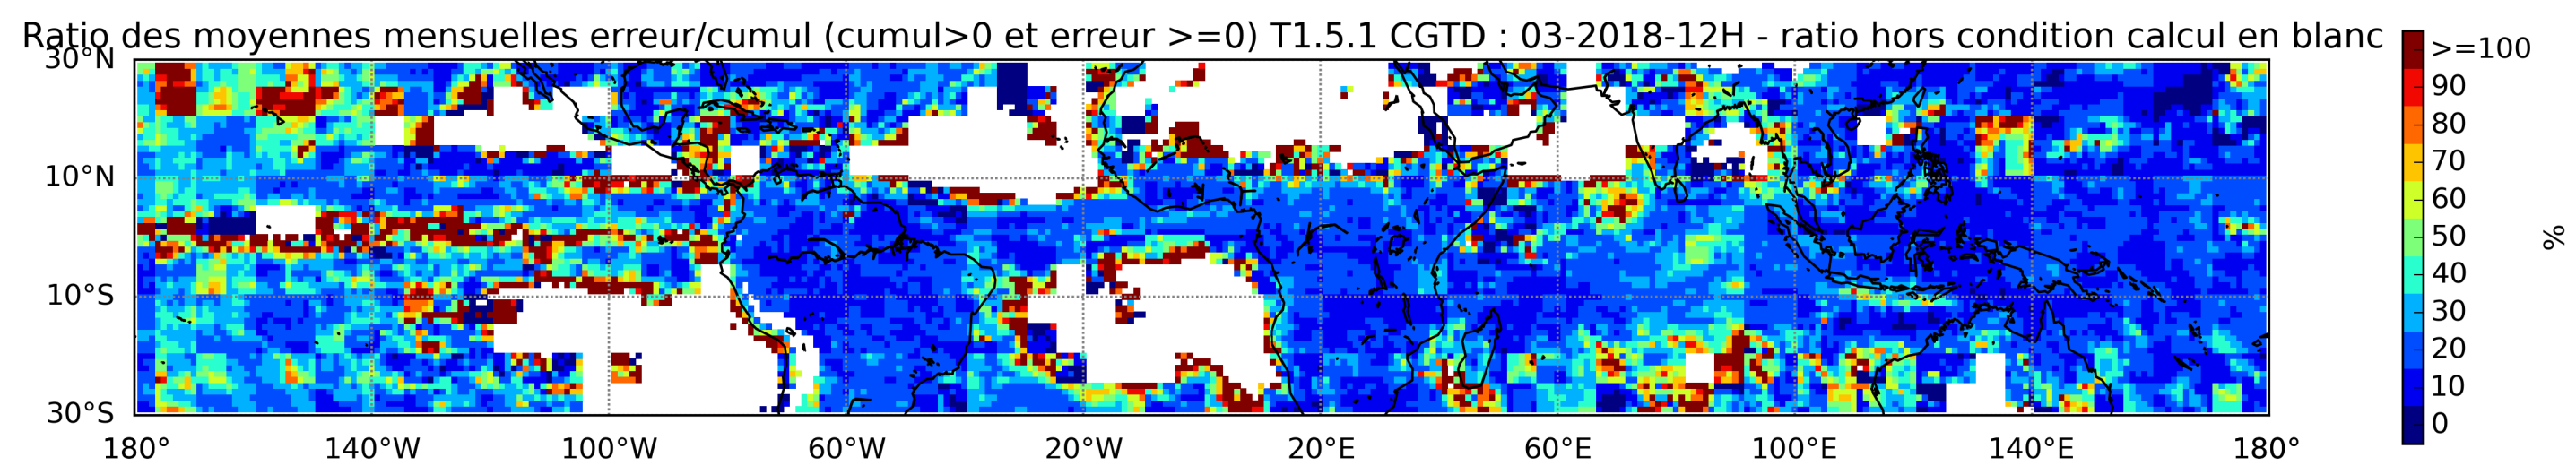 Ratio des moyennes mensuelles erreur/cumul (cumul>0 et erreur >=0) T1.5.1 CGTD : 03-2018-12H - ratio hors condition calcul en blanc
30°N
10°N
10°S
30°S
180°
140°W
100°W
60°W
20°W
20°E
60°E
100°E
140°E
180°
>=100
90
80
70
60
50
40
30
20
10
0
%